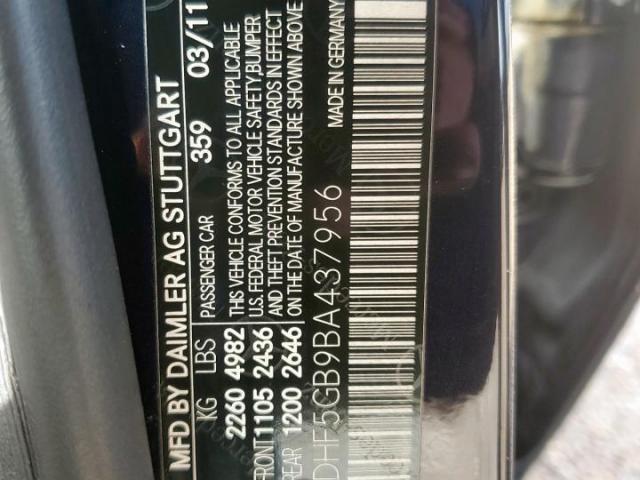 MFD BY DAIMLER AG STUTTGART 03/11
KG LBS PASSENGER CAR 359
2260 4982 THIS VEHICLE CONFORMS TO ALL APPLICABLE
U.S. FEDERAL MOTOR VEHICLE SAFETY,BUMPER
FRONT 1105 2436 AND THEFT PREVENTION STANDARDS IN EFFECT
REAR 1200 2646 ON DATE OF MANUFACTURE SHOWN ABOVE
MADE IN GERMANY
DHF5GB9BA437956